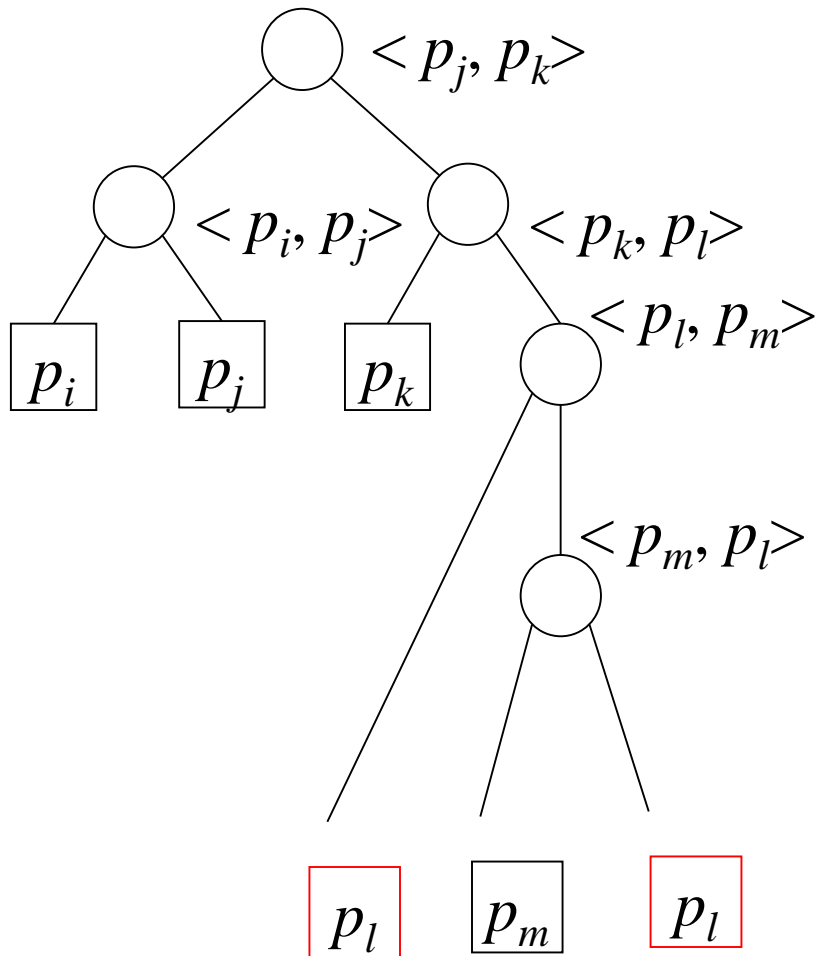 < p_j, p_k>
< p_i, p_j>
< p_k, p_l>
< p_l, p_m>
p_i
p_j
p_k
< p_m, p_l>
p_l
p_m
p_l